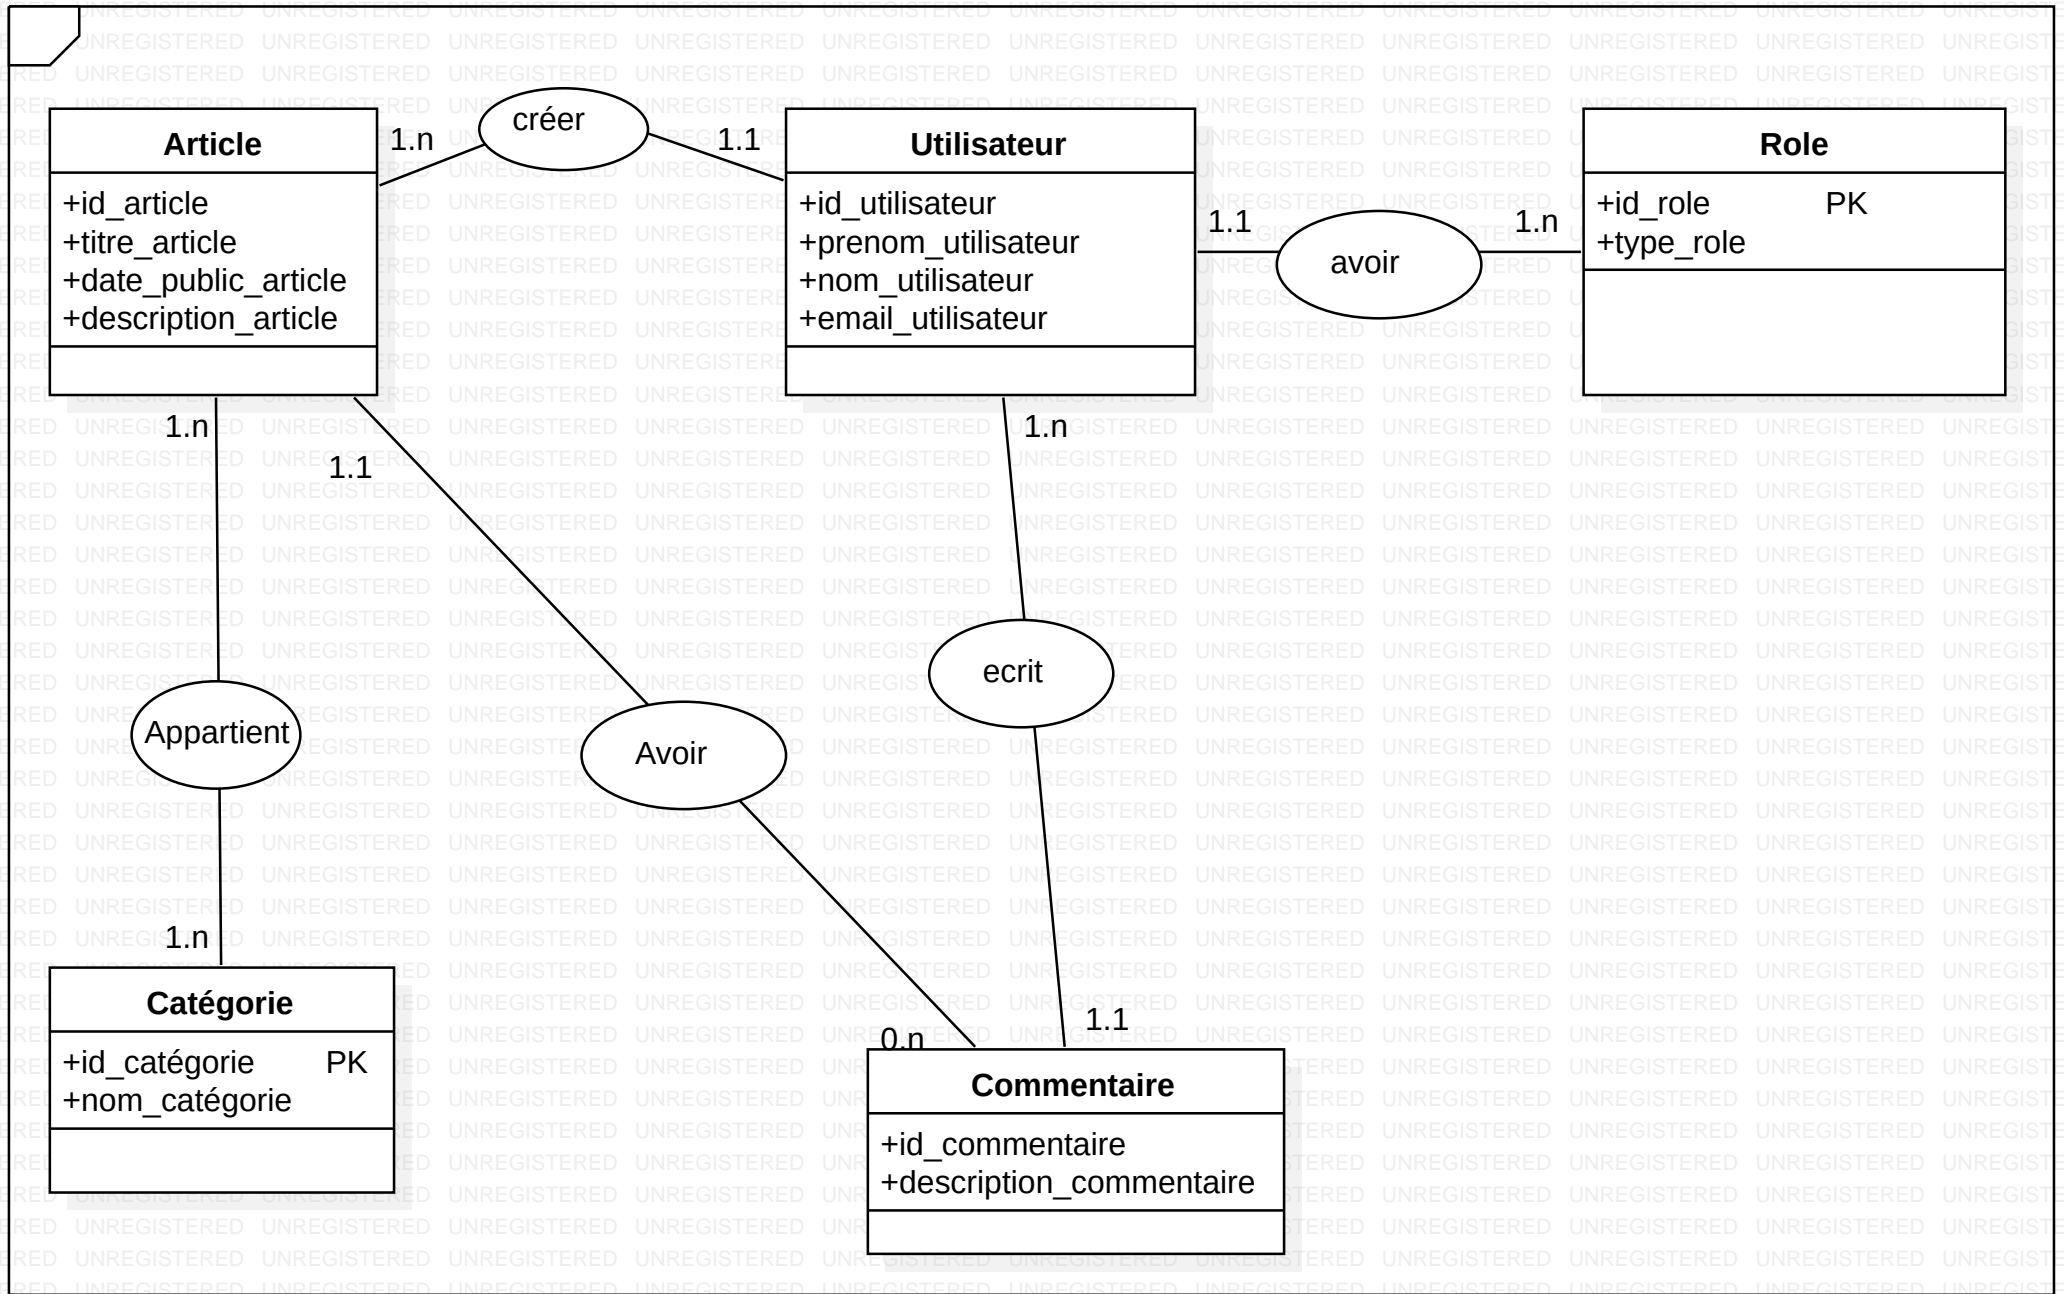 Article
+id_article
+titre_article
+date_public_article
+description_article
1.n
créer
1.1
Utilisateur
+id_utilisateur
+prenom_utilisateur
+nom_utilisateur
+email_utilisateur
1.1
avoir
1.n
Role
+id_role PK
+type_role
1.n
1.1
1.n
ecrit
Appartient
Avoir
1.n
Catégorie
+id_catégorie PK
+nom_catégorie
0.n
1.1
Commentaire
+id_commentaire
+description_commentaire
UNREGISTERED